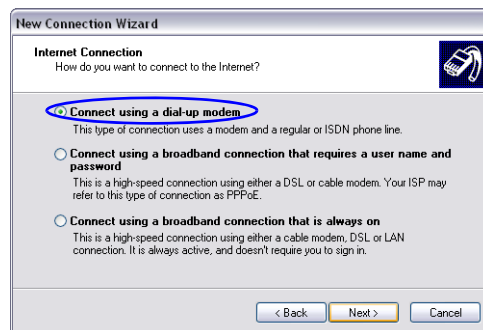 New Connection Wizard
Internet Connection
How do you want to connect to the Internet?
Connect using a dial-up modem
This type of connection uses a modem and a regular or ISDN phone line.
Connect using a broadband connection that requires a user name and
password
This is a high-speed connection using either a DSL or cable modem. Your ISP may
refer to this type of connection as PPPoE.
Connect using a broadband connection that is always on
This is a high-speed connection using either a cable modem, DSL or LAN
connection. It is always active, and doesn't require you to sign in.
< Back Next > Cancel